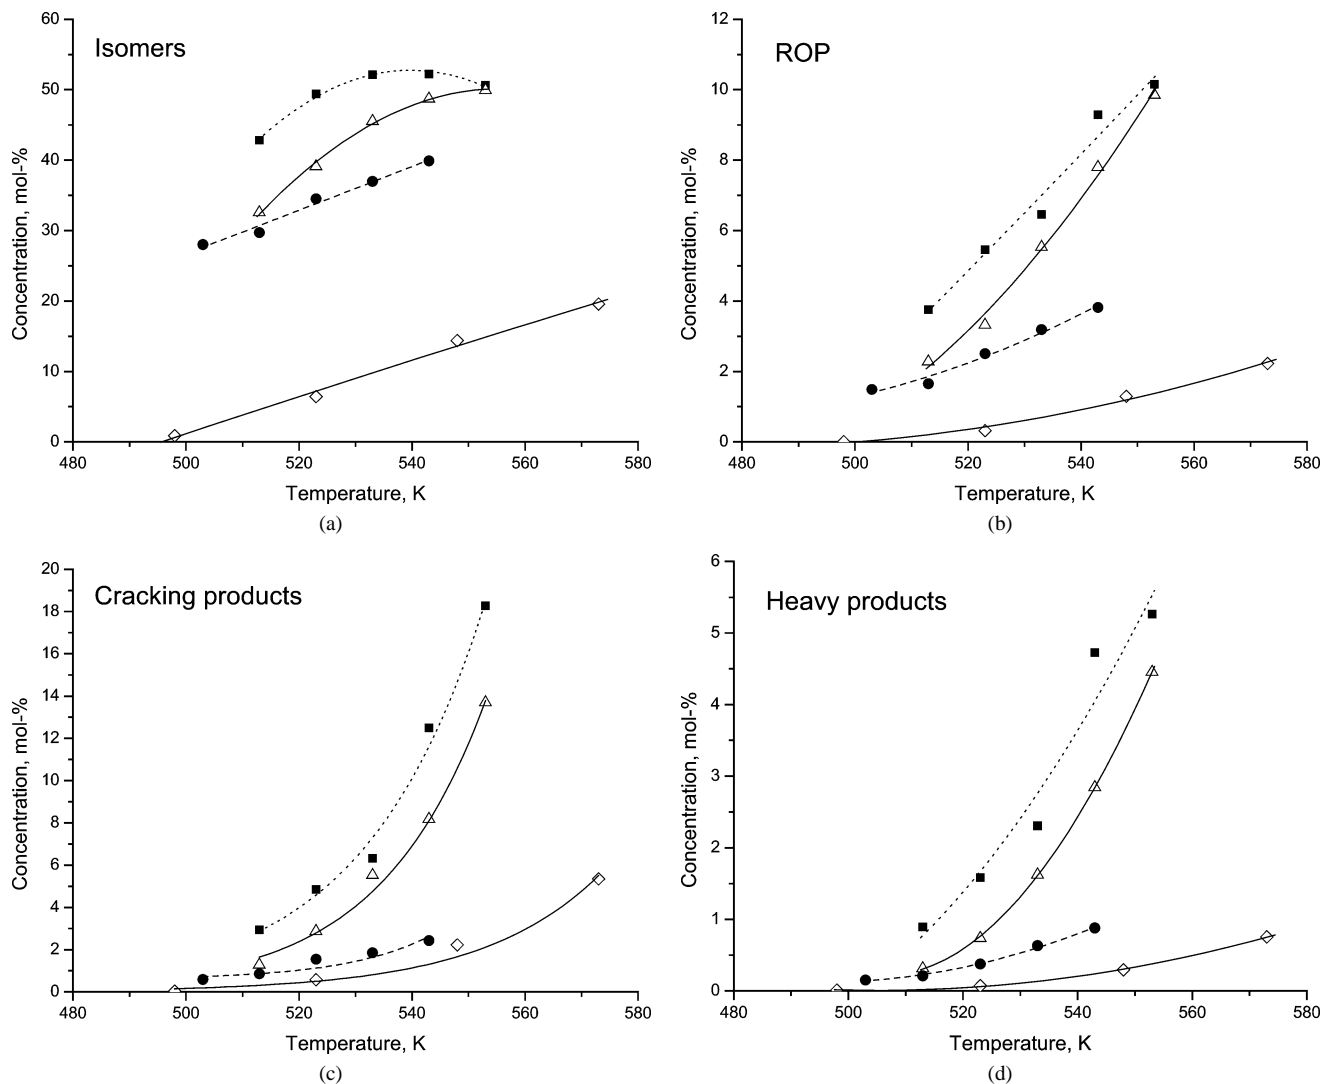 Isomers
Concentration, mol-%
60
50
40
30
20
10
0
480 500 520 540 560 580
Temperature, K
(a)
ROP
Concentration, mol-%
12
10
8
6
4
2
0
480 500 520 540 560 580
Temperature, K
(b)
Cracking products
Concentration, mol-%
20
18
16
14
12
10
8
6
4
2
0
480 500 520 540 560 580
Temperature, K
(c)
Heavy products
Concentration, mol-%
6
5
4
3
2
1
0
480 500 520 540 560 580
Temperature, K
(d)